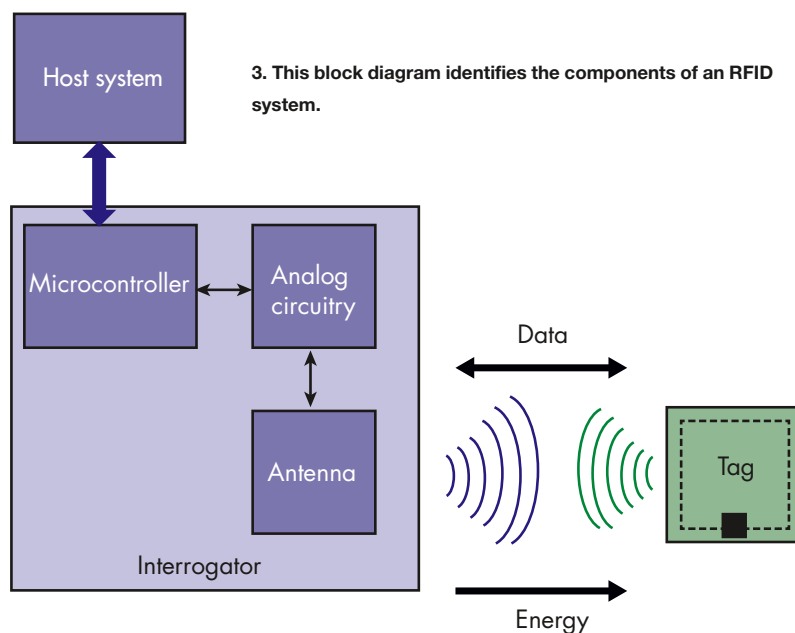 Host system
3. This block diagram identifies the components of an RFID
system.
Microcontroller
Analog
circuitry
Data
Antenna
Tag
Interrogator
Energy